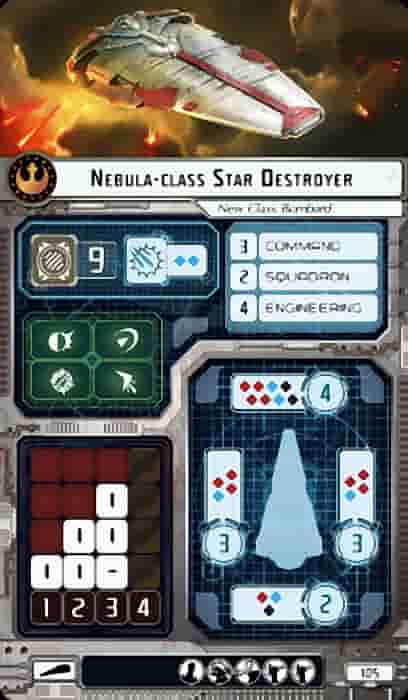 NEBULA-CLASS STAR DESTROYER
New Class Bombard
9
3 COMMAND
2 SQUADRON
4 ENGINEERING
4
3 3
2
I
I I
I I -
1 2 3 4
105